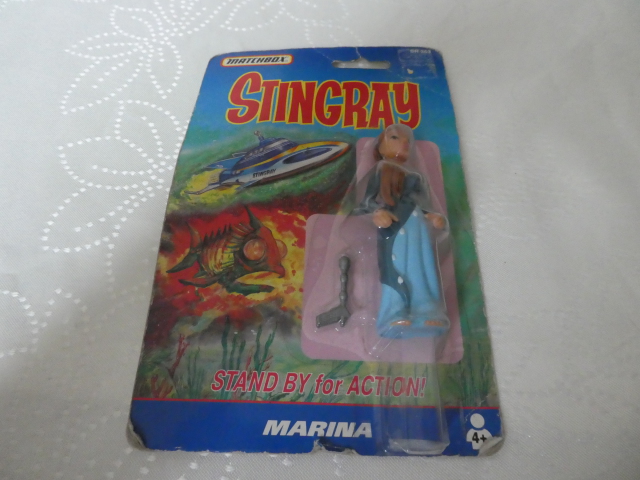 MATCHBOX
STINGRAY
STINGRAY
STAND BY for ACTION!
MARINA
4+